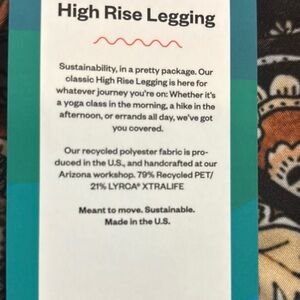 High Rise Legging
Sustainability, in a pretty package. Our
classic High Rise Legging is here for
whatever journey you're on: Whether it's
a yoga class in the morning, a hike in the
afternoon, or errands all day, we've got
you covered.
Our recycled polyester fabric is pro-
duced in the U.S., and handcrafted at our
Arizona workshop. 79% Recycled PET/
21% LYRCA® XTRALIFE
Meant to move. Sustainable.
Made in the U.S.